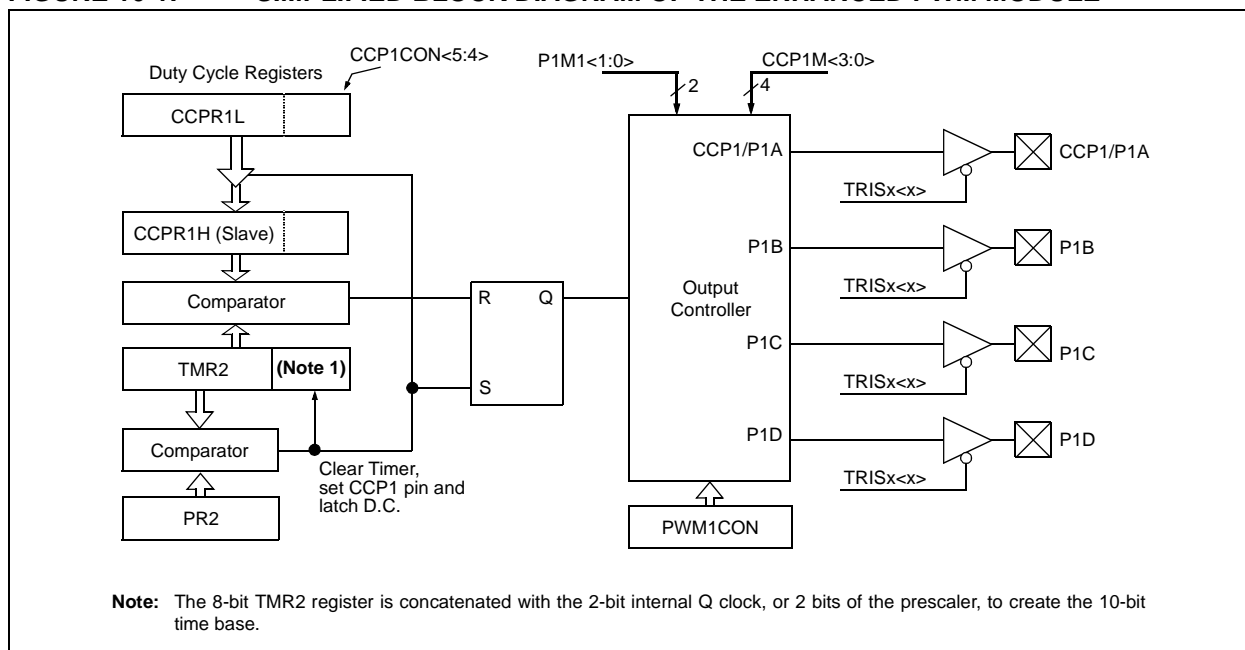 CCP1CON<5:4>
Duty Cycle Registers
CCPR1L
CCPR1H (Slave)
Comparator
TMR2
(Note 1)
Comparator
PR2
Clear Timer,
set CCP1 pin and
latch D.C.
R
Q
S
P1M1<1:0>
2
CCP1M<3:0>
4
Output
Controller
CCP1/P1A
P1B
P1C
P1D
PWM1CON
TRISx<x>
CCP1/P1A
TRISx<x>
P1B
TRISx<x>
P1C
TRISx<x>
P1D
Note: The 8-bit TMR2 register is concatenated with the 2-bit internal Q clock, or 2 bits of the prescaler, to create the 10-bit
time base.